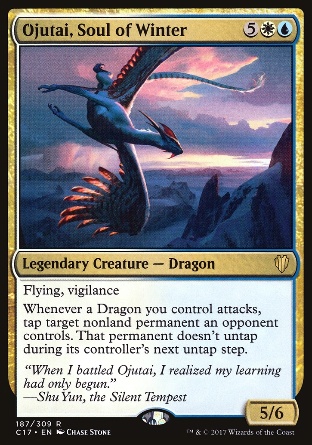 Ojutai, Soul of Winter 5
Legendary Creature — Dragon
Flying, vigilance
Whenever a Dragon you control attacks,
tap target nonland permanent an opponent
controls. That permanent doesn't untap
during its controller's next untap step.
"When I battled Ojutai, I realized my learning
had only begun."
—Shu Yun, the Silent Tempest
5/6
187/309 R
C17 • EN Chase Stone
™ & © 2017 Wizards of the Coast